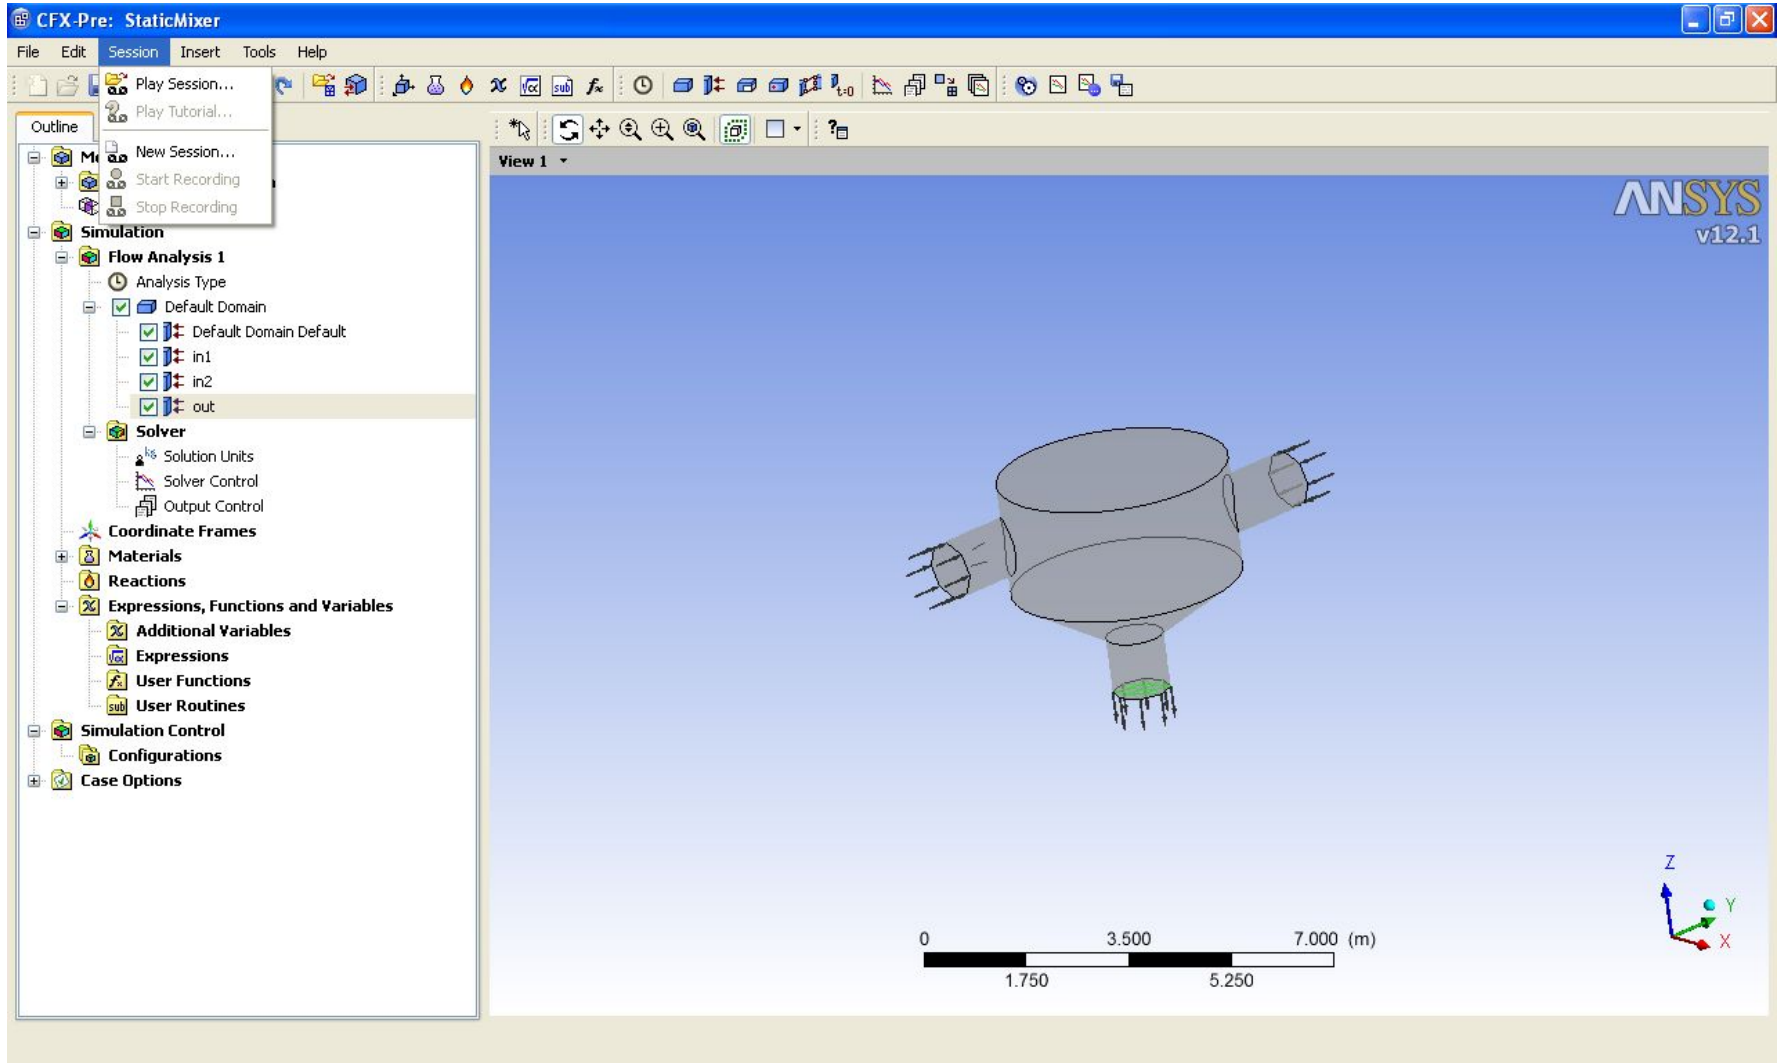 CFX-Pre: StaticMixer
File Edit Session Insert Tools Help
Play Session...
Play Tutorial...
New Session...
Start Recording
Stop Recording
Outline
View 1
ANSYS
v12.1
Simulation
Flow Analysis 1
Analysis Type
Default Domain
Default Domain Default
in1
in2
out
Solver
Solution Units
Solver Control
Output Control
Coordinate Frames
Materials
Reactions
Expressions, Functions and Variables
Additional Variables
Expressions
User Functions
User Routines
Simulation Control
Configurations
Case Options
Z
Y
X
0 3.500 7.000 (m)
1.750 5.250